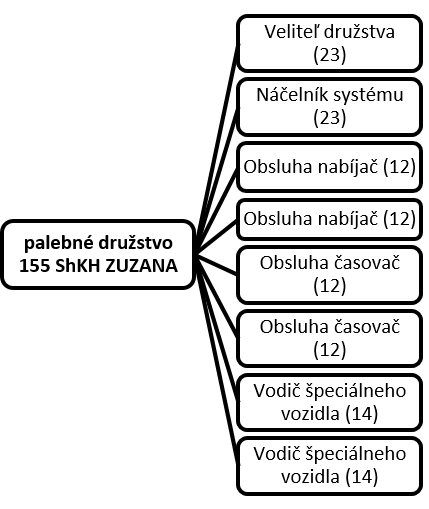 palebné družstvo
155 ShKH ZUZANA
Veliteľ družstva
(23)
Náčelník systému
(23)
Obsluha nabíjač (12)
Obsluha nabíjač (12)
Obsluha časovač
(12)
Obsluha časovač
(12)
Vodič špeciálneho
vozidla (14)
Vodič špeciálneho
vozidla (14)